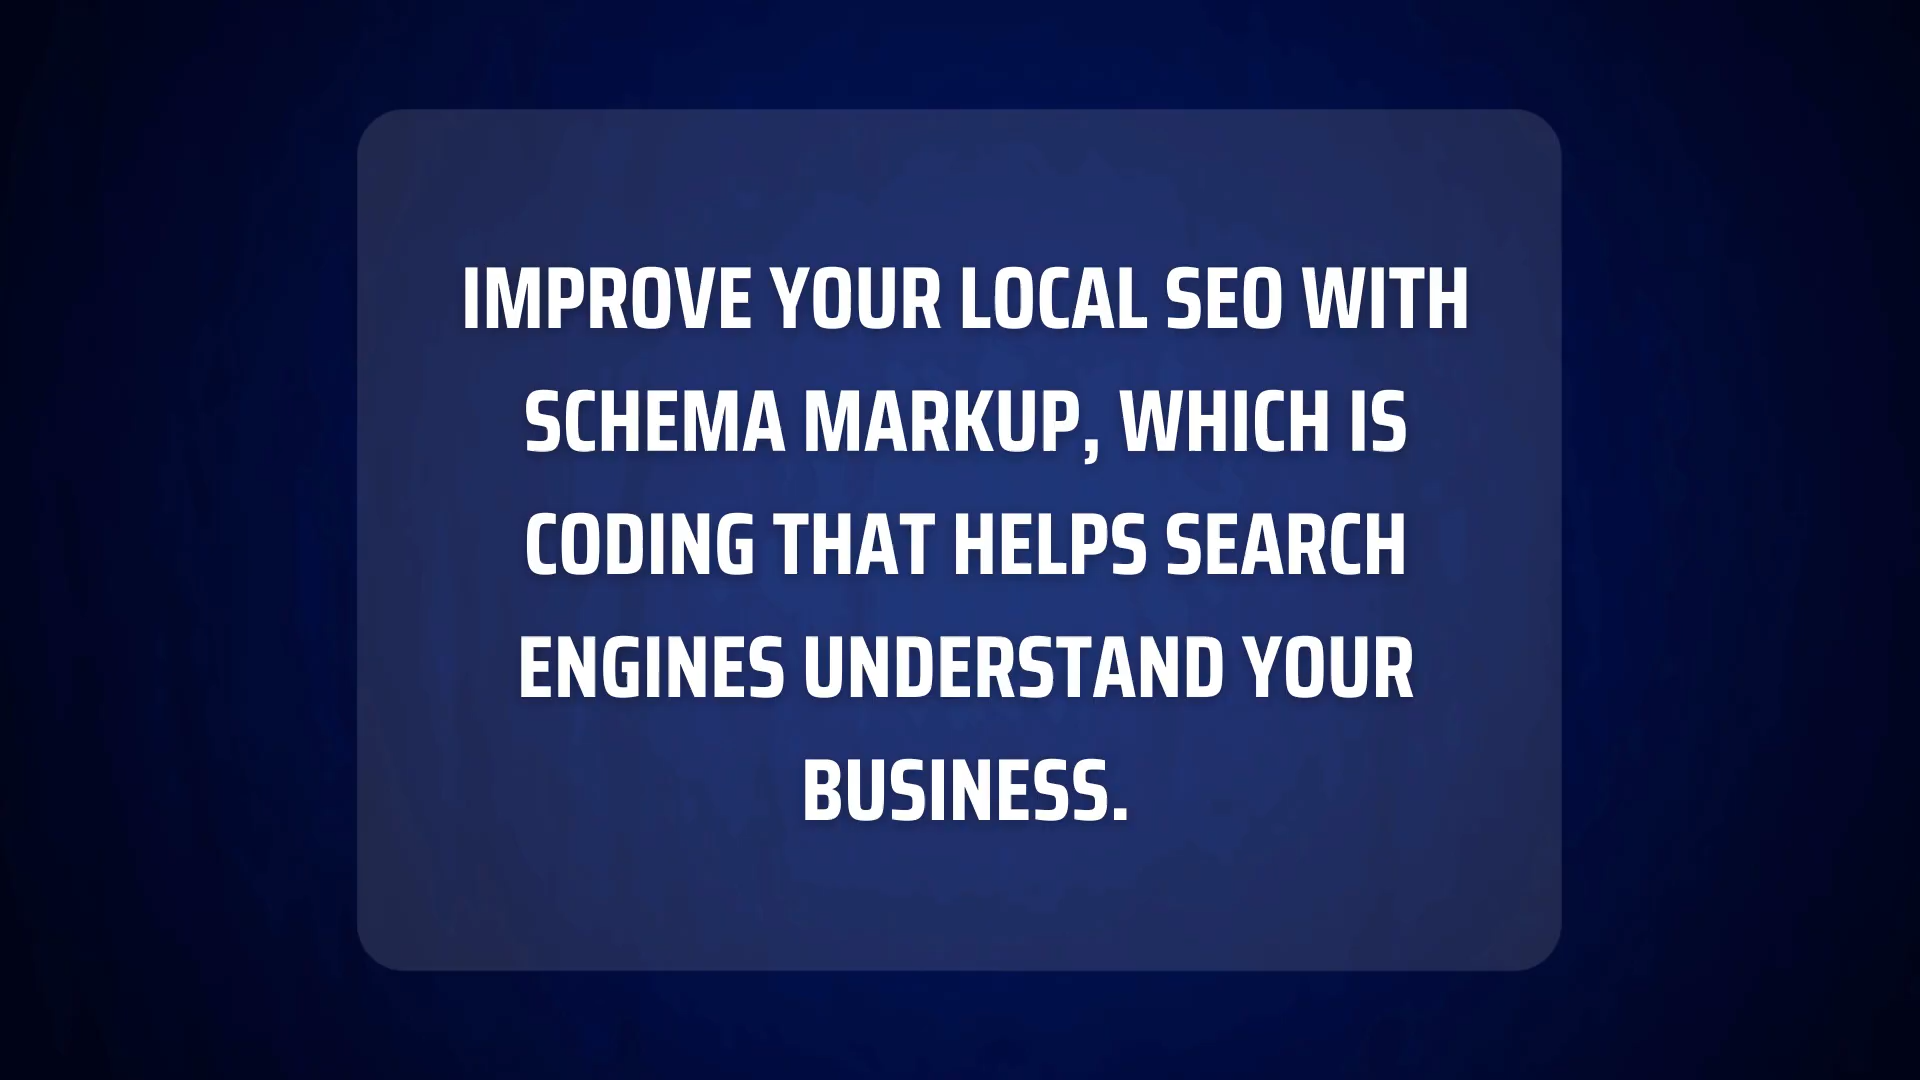 IMPROVE YOUR LOCAL SEO WITH
SCHEMA MARKUP, WHICH IS
CODING THAT HELPS SEARCH
ENGINES UNDERSTAND YOUR
BUSINESS.